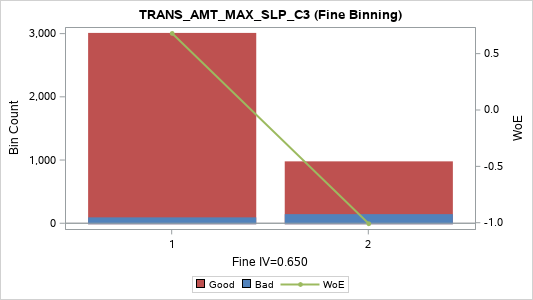 TRANS_AMT_MAX_SLP_C3 (Fine Binning)
3,000
2,000
1,000
0
Bin Count
0.5
0.0
-0.5
-1.0
WoE
1 2
Fine IV=0.650
Good Bad WoE